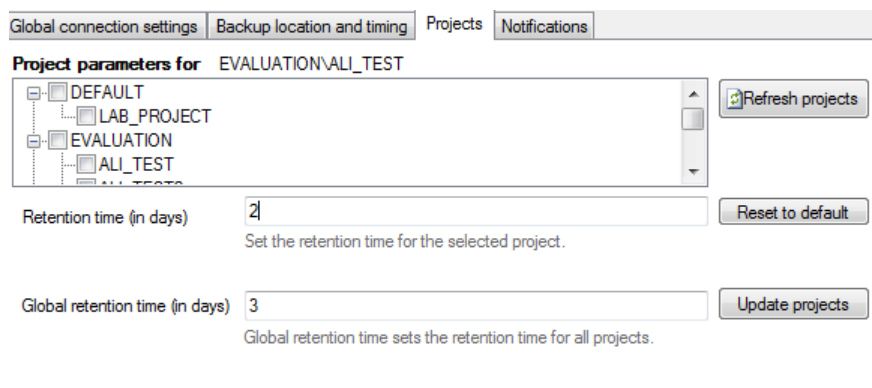 Global connection settings Backup location and timing Projects Notifications
Project parameters for EVALUATION\ALI_TEST
DEFAULT
LAB_PROJECT
EVALUATION
ALI_TEST
Refresh projects
Retention time (in days) 2 Reset to default
Set the retention time for the selected project.
Global retention time (in days) 3 Update projects
Global retention time sets the retention time for all projects.